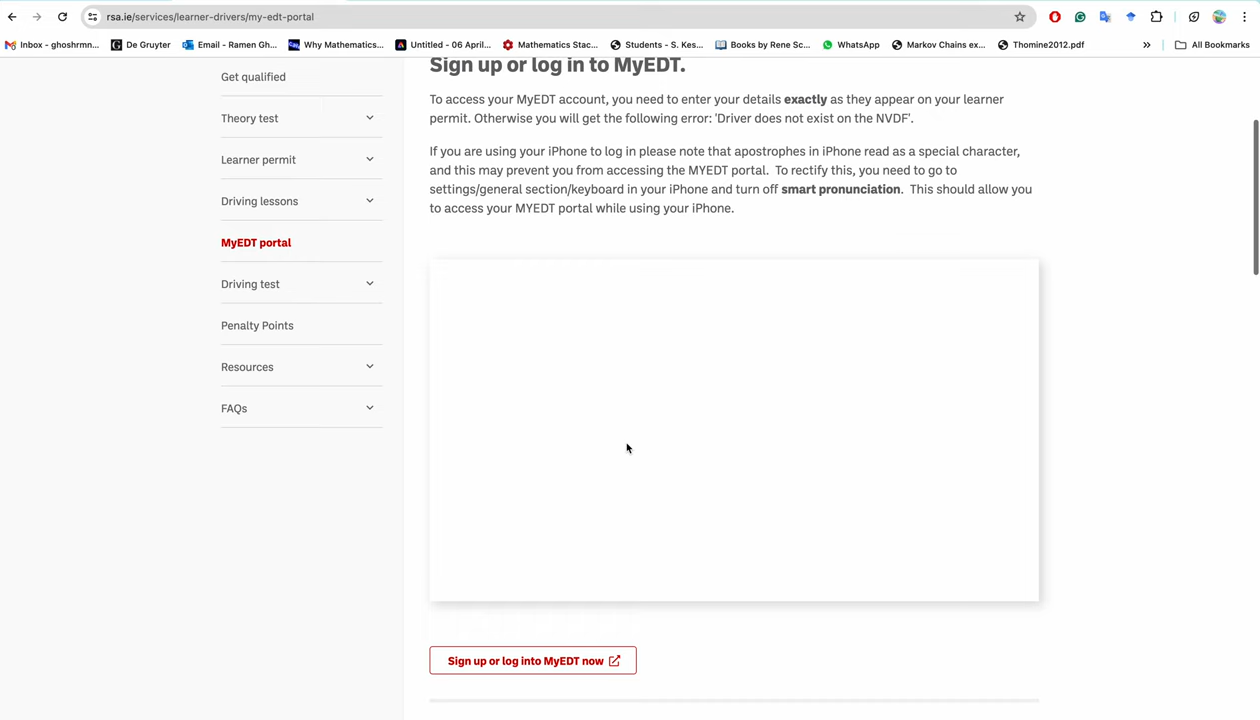 rsa.ie/services/learner-drivers/my-edt-portal
Inbox - ghoshrmn... De Gruyter Email - Ramen Gh... Why Mathematics... Untitled - 06 April... Mathematics Stac... Students - S. Kes... Books by Rene Sc... WhatsApp Markov Chains ex... Thomine2012.pdf » All Bookmarks
Get qualified
Theory test
Learner permit
Driving lessons
MyEDT portal
Driving test
Penalty Points
Resources
FAQs
Sign up or log in to MyEDT.
To access your MyEDT account, you need to enter your details exactly as they appear on your learner
permit. Otherwise you will get the following error: 'Driver does not exist on the NVDF'.
If you are using your iPhone to log in please note that apostrophes in iPhone read as a special character,
and this may prevent you from accessing the MYEDT portal. To rectify this, you need to go to
settings/general section/keyboard in your iPhone and turn off smart pronunciation. This should allow you
to access your MYEDT portal while using your iPhone.
Sign up or log into MyEDT now